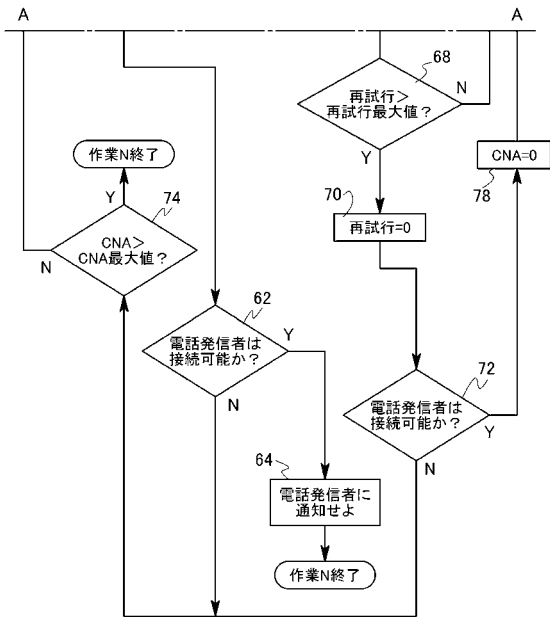 A
A
68
再試行＞
再試行最大値？
N
Y
作業N終了
CNA=0
78
Y
74
70
再試行=0
CNA＞
CNA最大値？
N
62
電話発信者は
接続可能か？
Y
N
72
電話発信者は
接続可能か？
Y
N
64
電話発信者に
通知せよ
作業N終了